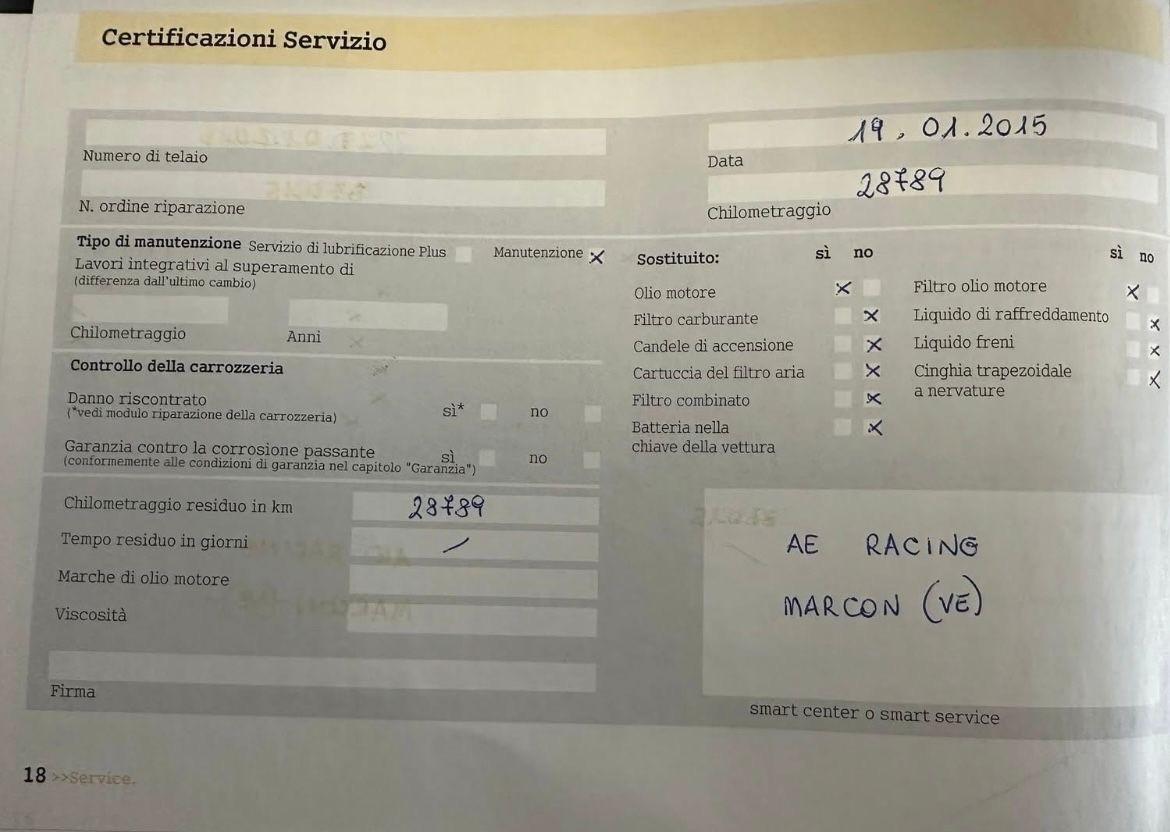 Certificazioni Servizio
Numero di telaio
N. ordine riparazione
19. 01. 2015
Data
28789
Chilometraggio
Tipo di manutenzione Servizio di lubrificazione Plus Manutenzione X
Lavori integrativi al superamento di
(differenza dall'ultimo cambio)
Chilometraggio Anni
Controllo della carrozzeria
Danno riscontrato sì* no
(*vedi modulo riparazione della carrozzeria)
Garanzia contro la corrosione passante sì no
(conformemente alle condizioni di garanzia nel capitolo "Garanzia")
Chilometraggio residuo in km 28789
Tempo residuo in giorni /
Marche di olio motore
Viscosità
Firma
Sostituito: sì no
Olio motore X
Filtro carburante X
Candele di accensione X
Cartuccia del filtro aria X
Filtro combinato X
Batteria nella X
chiave della vettura
sì no
Filtro olio motore X
Liquido di raffreddamento X
Liquido freni X
Cinghia trapezoidale X
a nervature
AE RACING
MARCON (VE)
smart center o smart service
18 >>Service.